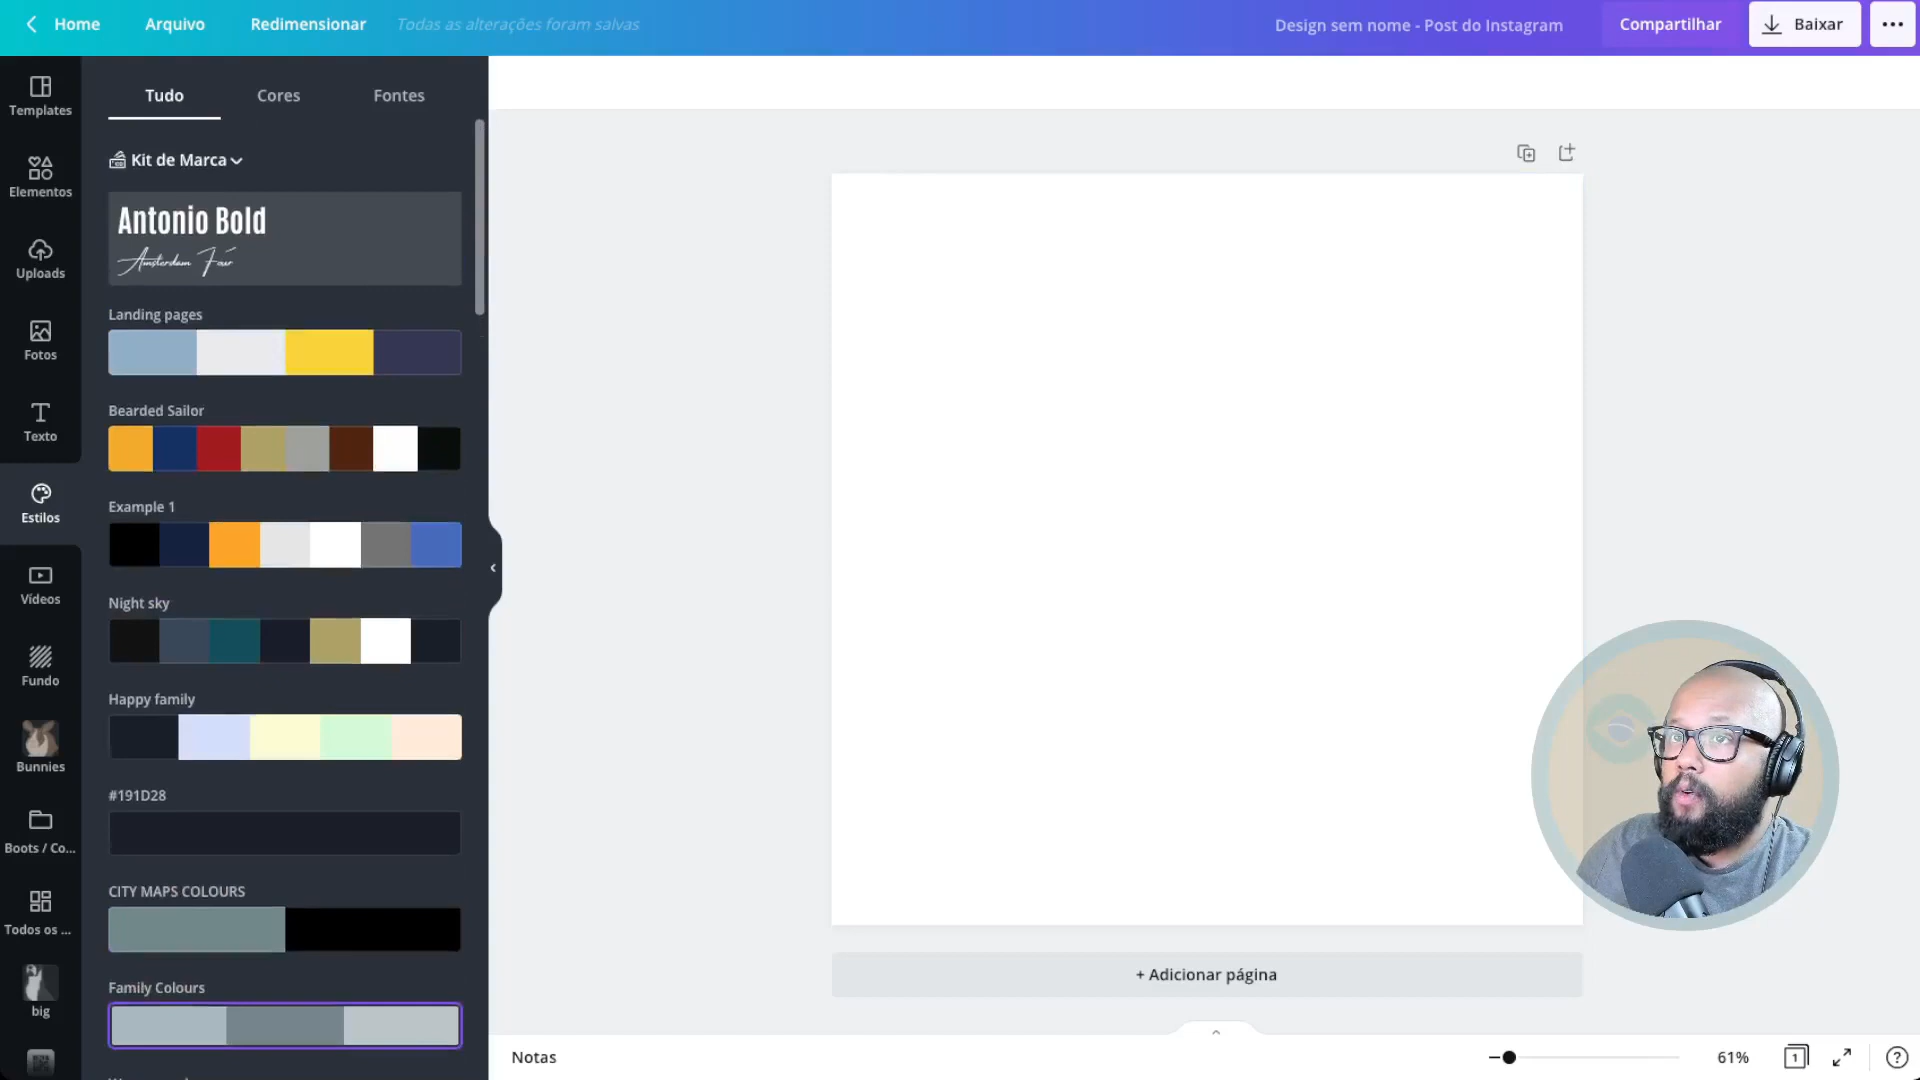 Home
Arquivo
Redimensionar
Todas as alterações foram salvas
Design sem nome - Post do Instagram
Compartilhar
Baixar
Templates
Elementos
Uploads
Fotos
Texto
Estilos
Vídeos
Fundo
Bunnies
Boots / Co...
Todos os ...
big
Tudo
Cores
Fontes
Kit de Marca
Antonio Bold
Amsterdam Four
Landing pages
Bearded Sailor
Example 1
Night sky
Happy family
#191D28
CITY MAPS COLOURS
Family Colours
+ Adicionar página
Notas
61%
1
?